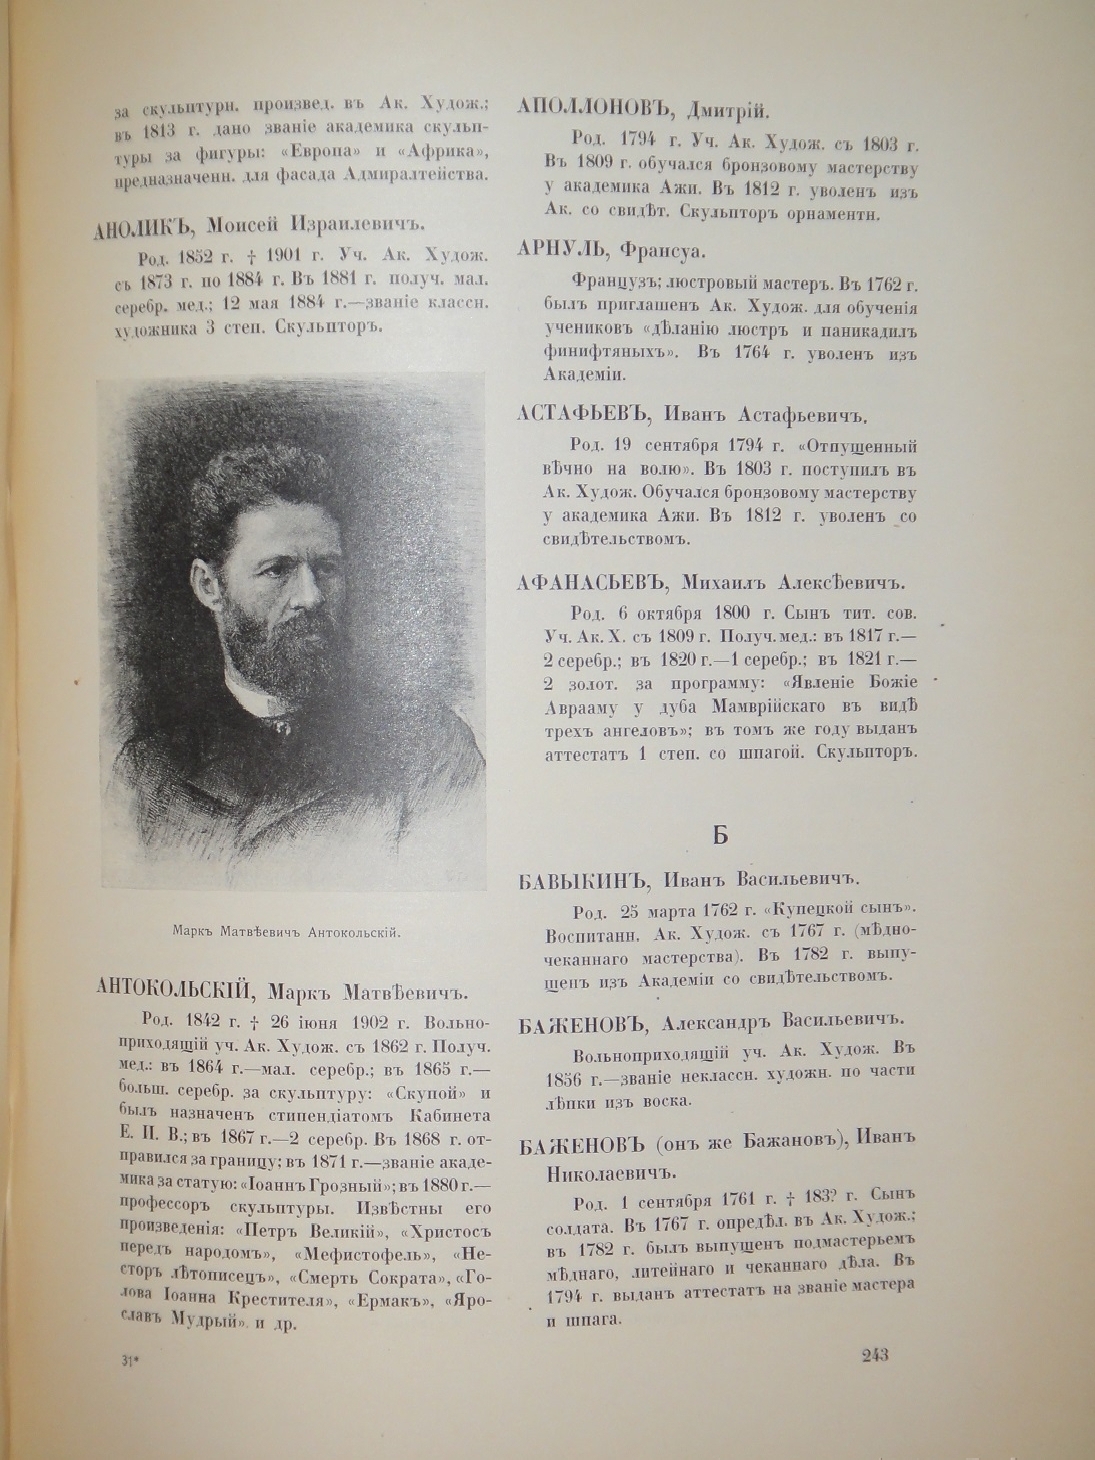 за скульптурн. произвед. въ Ак. Худож.;
въ 1813 г. дано званіе академика скульп-
туры за фигуры: «Европа» и «Африка»,
предназначенн. для фасада Адмиралтейства.
АНОЛИКЪ, Моисей Израилевичъ.
Род. 1852 г. † 1901 г. Уч. Ак. Худож.
съ 1873 г. по 1884 г. Въ 1881 г. получ. мал.
серебр. мед.; 12 мая 1884 г.—званіе классн.
художника 3 степ. Скульпторъ.
Маркъ Матвѣевичъ Антокольскій.
АНТОКОЛЬСКІЙ, Маркъ Матвѣевичъ.
Род. 1842 г. † 26 іюня 1902 г. Вольно-
приходящій уч. Ак. Худож. съ 1862 г. Получ.
мед.: въ 1864 г.—мал. серебр.; въ 1865 г.—
больш. серебр. за скульптуру: «Скупой» и
былъ назначенъ стипендіатомъ Кабинета
Е. И. В.; въ 1867 г.—2 серебр. Въ 1868 г. от-
правился за границу; въ 1871 г.—званіе акаде-
мика за статую: «Іоаннъ Грозный»; въ 1880 г.—
профессоръ скульптуры. Извѣстны его
произведенія: «Петръ Великій», «Христосъ
передъ народомъ», «Мефистофель», «Не-
сторъ лѣтописецъ», «Смерть Сократа», «Го-
лова Іоанна Крестителя», «Ермакъ», «Яро-
славъ Мудрый» и др.
31*
АПОЛЛОНОВЪ, Дмитрій.
Род. 1794 г. Уч. Ак. Худож. съ 1803 г.
Въ 1809 г. обучался бронзовому мастерству
у академика Ажи. Въ 1812 г. уволенъ изъ
Ак. со свидѣт. Скульпторъ орнаментн.
АРНУЛЬ, Франсуа.
Французъ; люстровый мастеръ. Въ 1762 г.
былъ приглашенъ Ак. Худож. для обученія
учениковъ «дѣланію люстръ и паникадилъ
финифтяныхъ». Въ 1764 г. уволенъ изъ
Академіи.
АСТАФЬЕВЪ, Иванъ Астафьевичъ.
Род. 19 сентября 1794 г. «Отпущенный
вѣчно на волю». Въ 1803 г. поступилъ въ
Ак. Худож. Обучался бронзовому мастерству
у академика Ажи. Въ 1812 г. уволенъ со
свидѣтельствомъ.
АФАНАСЬЕВЪ, Михаилъ Алексѣевичъ.
Род. 6 октября 1800 г. Сынъ тит. сов.
Уч. Ак. Х. съ 1809 г. Получ. мед.: въ 1817 г.—
2 серебр.; въ 1820 г.—1 серебр.; въ 1821 г.—
2 золот. за программу: «Явленіе Божіе
Аврааму у дуба Мамврійскаго въ видѣ
трехъ ангеловъ»; въ томъ же году выданъ
аттестатъ 1 степ. со шпагой. Скульпторъ.
Б
БАВЫКИНЪ, Иванъ Васильевичъ.
Род. 25 марта 1762 г. «Купецкой сынъ».
Воспитанн. Ак. Худож. съ 1767 г. (мѣдно-
чеканнаго мастерства). Въ 1782 г. выпу-
щенъ изъ Академіи со свидѣтельствомъ.
БАЖЕНОВЪ, Александръ Васильевичъ.
Вольноприходящій уч. Ак. Худож. Въ
1856 г.—званіе неклассн. художн. по части
лѣпки изъ воска.
БАЖЕНОВЪ (онъ же Бажановъ), Иванъ
Николаевичъ.
Род. 1 сентября 1761 г. † 183? г. Сынъ
солдата. Въ 1767 г. опредѣл. въ Ак. Худож.;
въ 1782 г. былъ выпущенъ подмастерьемъ
мѣднаго, литейнаго и чеканнаго дѣла. Въ
1794 г. выданъ аттестатъ на званіе мастера
и шпага.
243